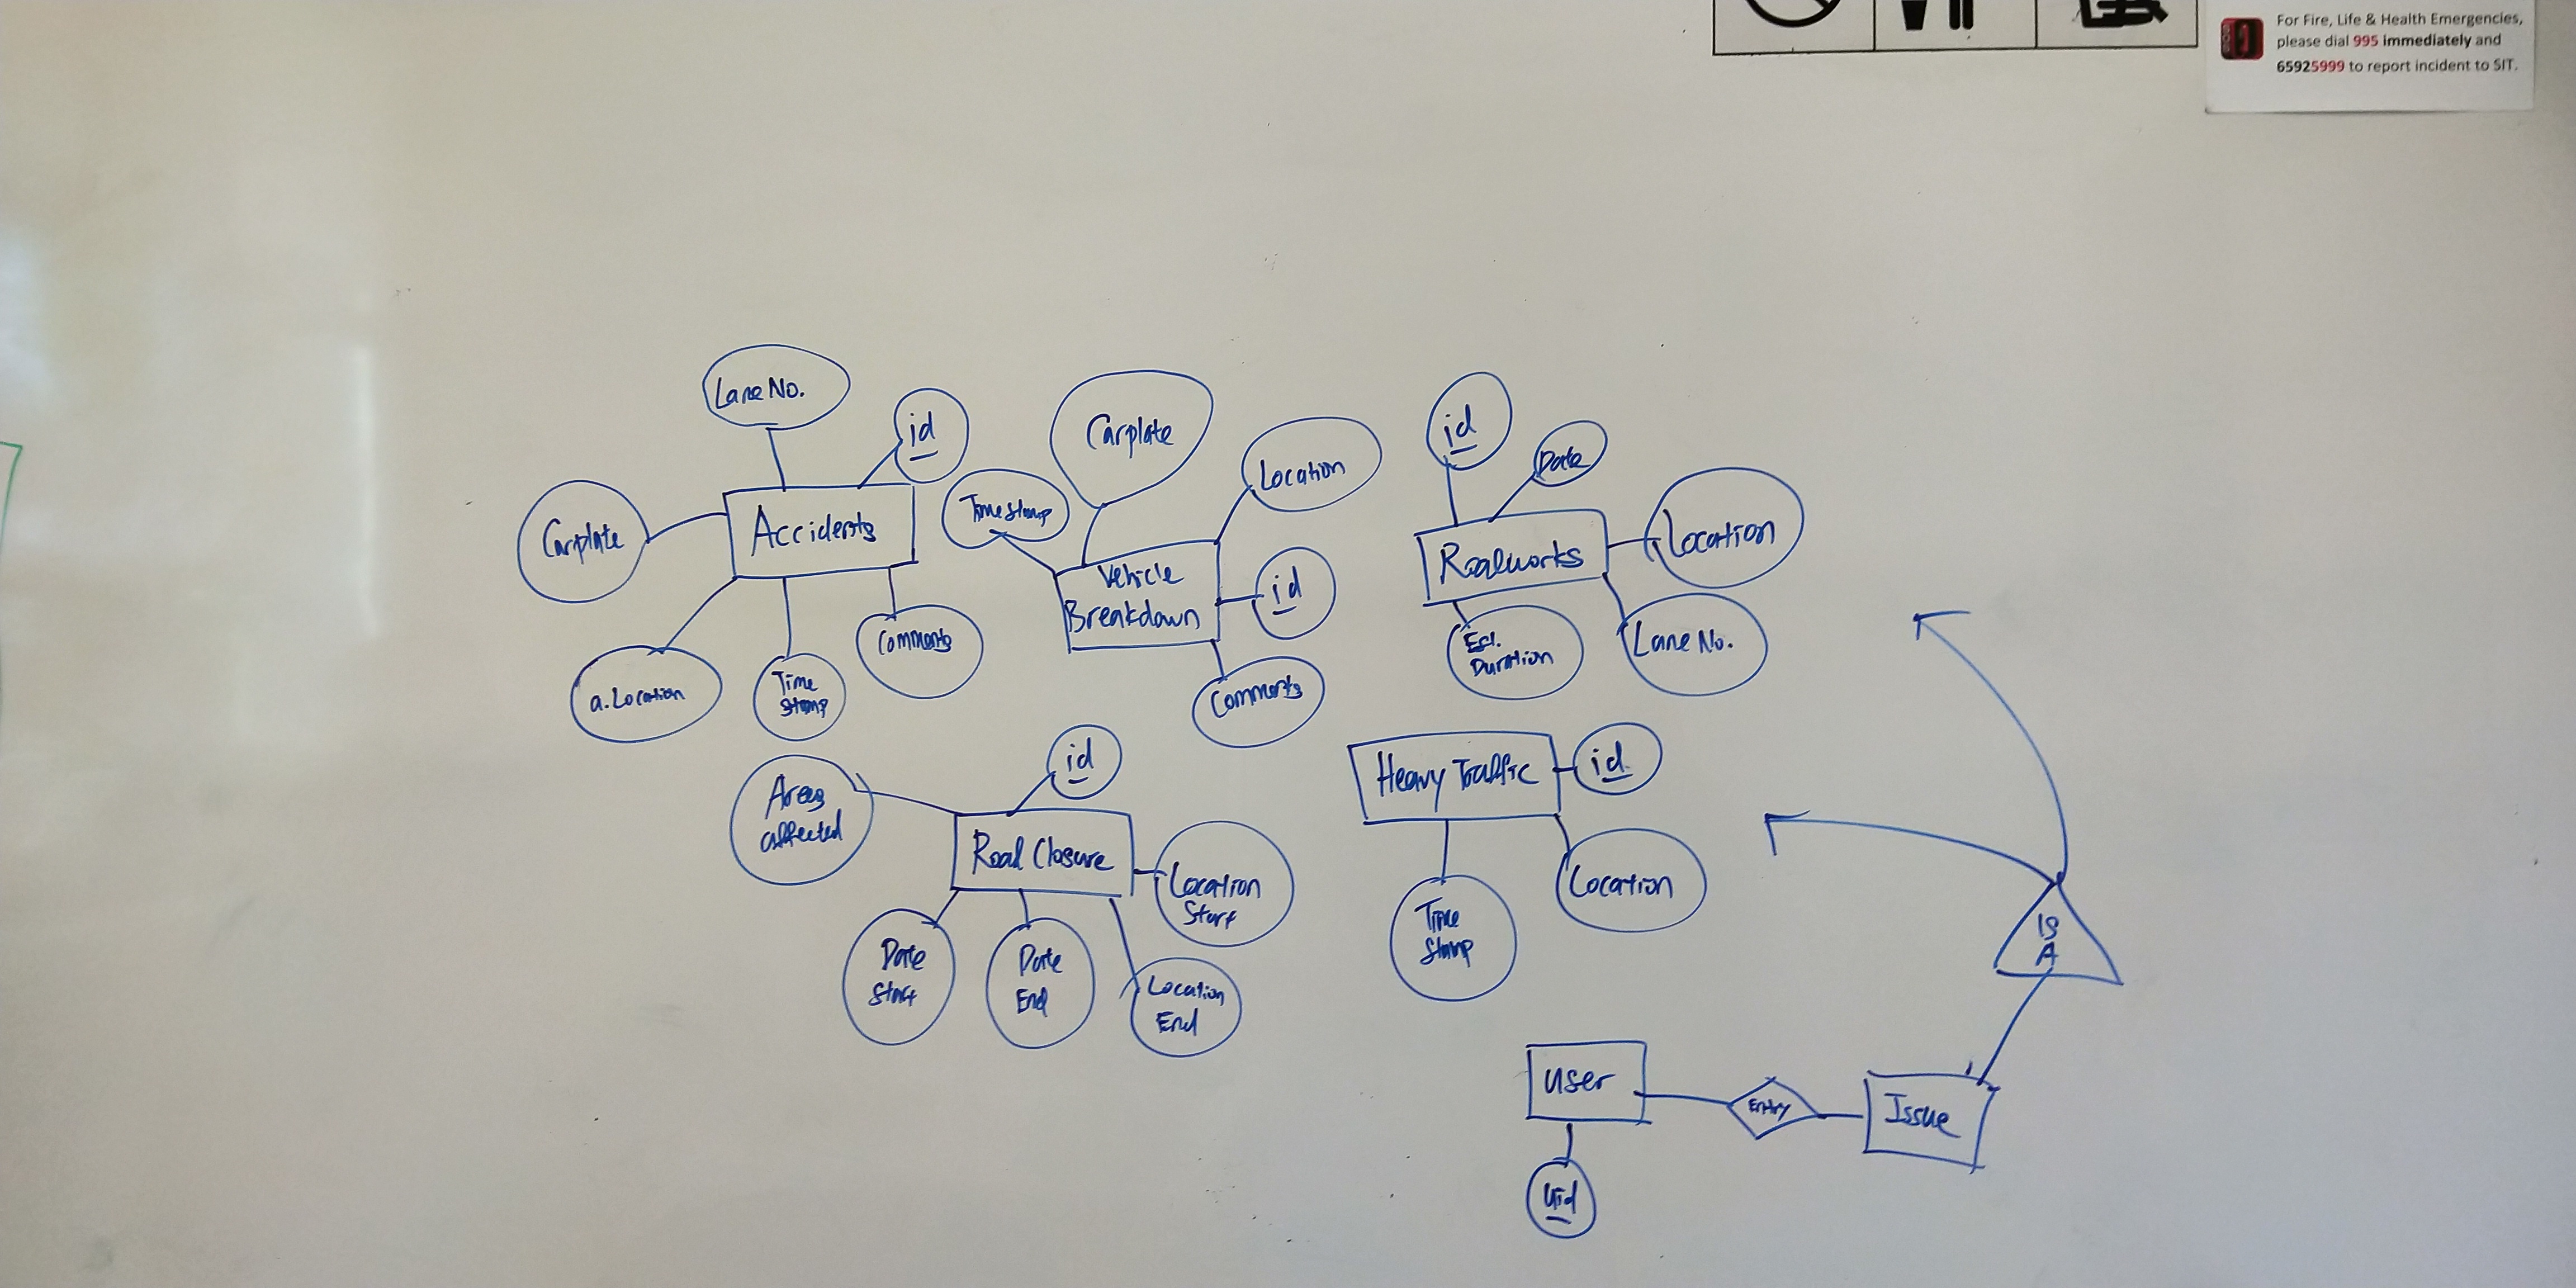 For Fire, Life & Health Emergencies,
please dial 995 immediately and
65925999 to report incident to SIT.
Lane No.
id
Carplate
Accidents
a. Location
Time
Stamp
Comments
Timestamp
Carplate
Location
Vehicle
Breakdown
id
Comments
id
Date
Roadworks
Location
Est.
Duration
Lane No.
Areas
affected
id
Road Closure
Location
Start
Date
Start
Date
End
Location
End
Heavy Traffic
id
Time
Stamp
Location
IS
A
User
Entry
Issue
uid